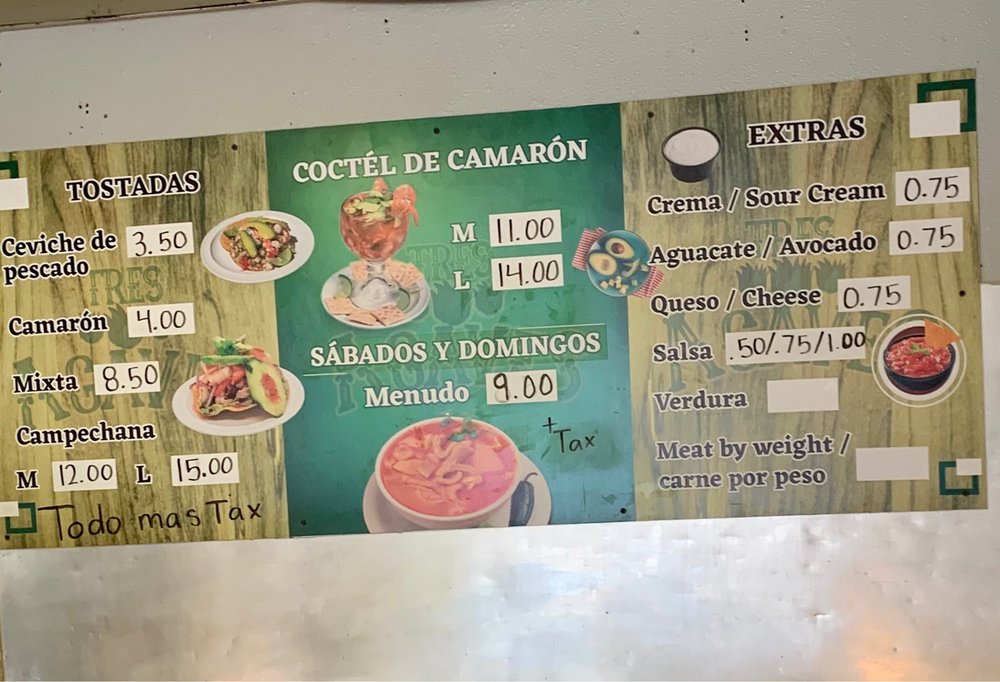 TOSTADAS
Ceviche de pescado 3.50
Camarón 4.00
Mixta 8.50
Campechana
M 12.00 L 15.00
Todo mas Tax
COCTÉL DE CAMARÓN
M 11.00
L 14.00
SÁBADOS Y DOMINGOS
Menudo 9.00
+ Tax
EXTRAS
Crema / Sour Cream 0.75
Aguacate / Avocado 0.75
Queso / Cheese 0.75
Salsa .50/.75/1.00
Verdura
Meat by weight /
carne por peso
TRES
AGAVES